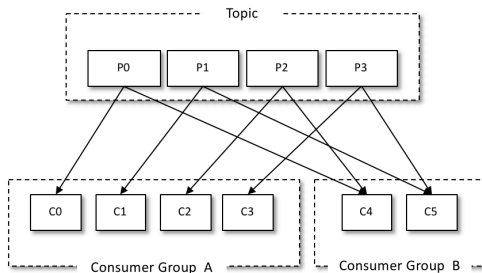 Topic
P0 P1 P2 P3
C0 C1 C2 C3 C4 C5
Consumer Group A Consumer Group B